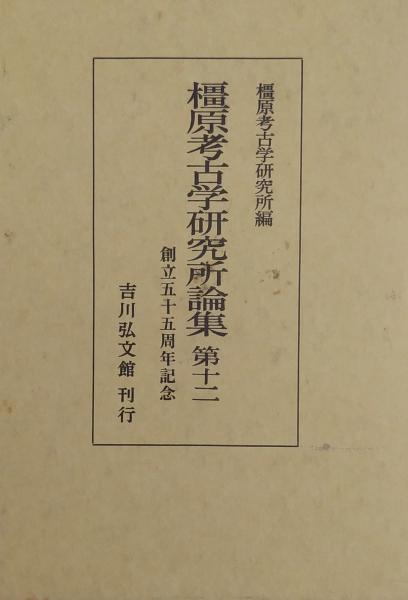 橿原考古学研究所編
橿原考古学研究所論集 第十二
創立五十五周年記念
吉川弘文館 刊行